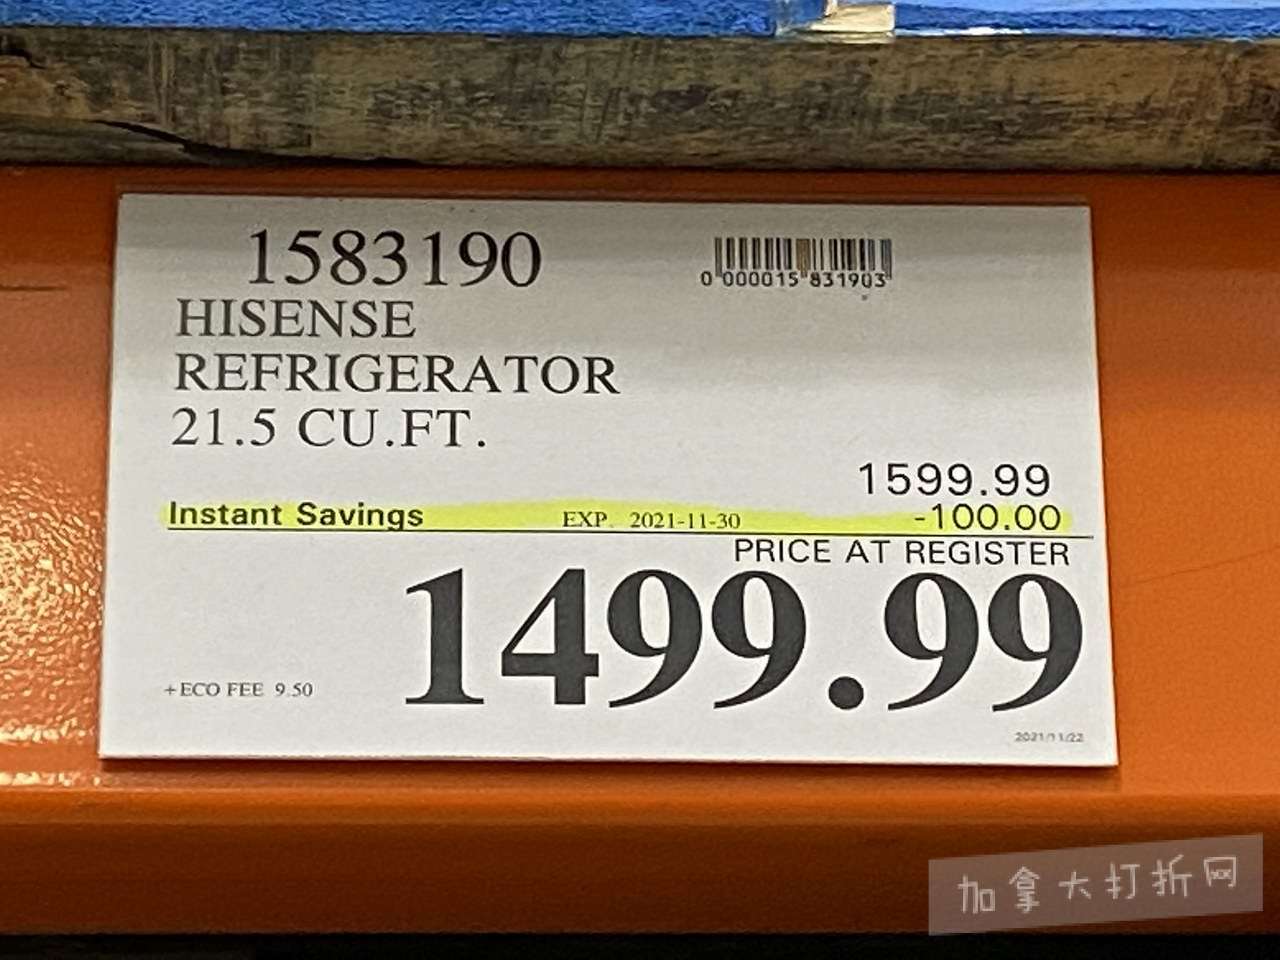 1583190
0 000015 831903
HISENSE
REFRIGERATOR
21.5 CU.FT.
1599.99
Instant Savings EXP. 2021-11-30 -100.00
PRICE AT REGISTER
1499.99
+ECO FEE 9.50
2021/11/22
加拿大打折网